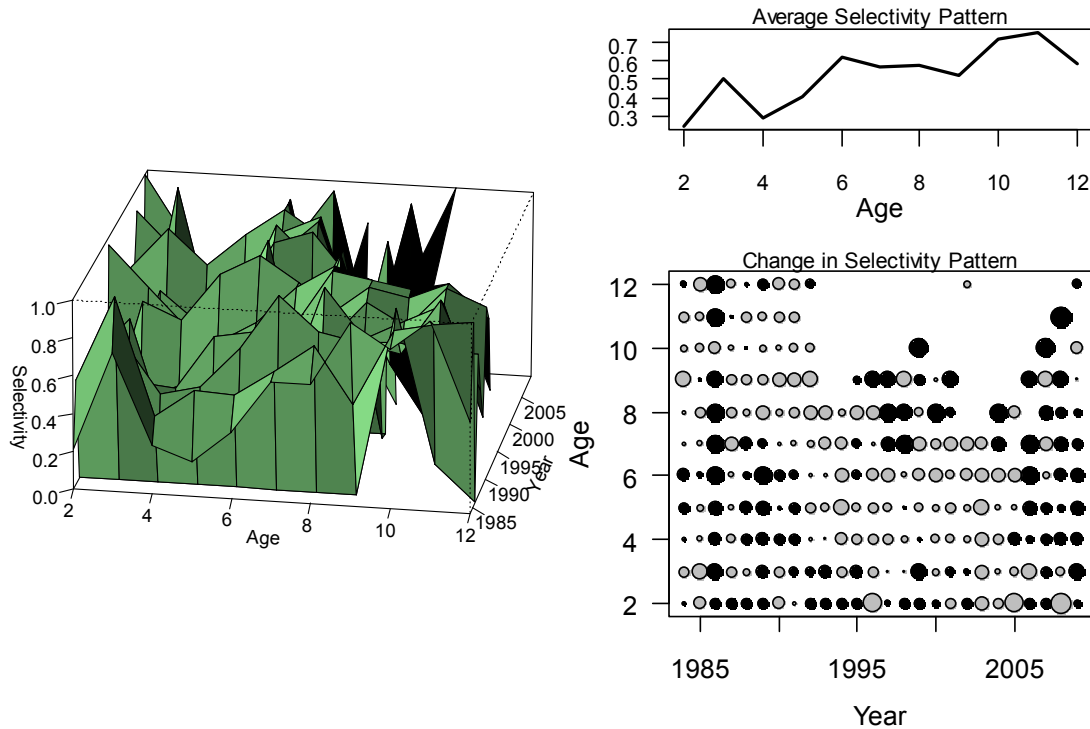 Average Selectivity Pattern
0.7
0.6
0.5
0.4
0.3
2 4 6 8 10 12
Age
1.0
0.8
0.6
0.4
0.2
0.0
Selectivity
2 4 6 8 10 12
Age
1985
1990
1995
2000
2005
Year
Change in Selectivity Pattern
12
10
8
6
4
2
Age
1985 1995 2005
Year